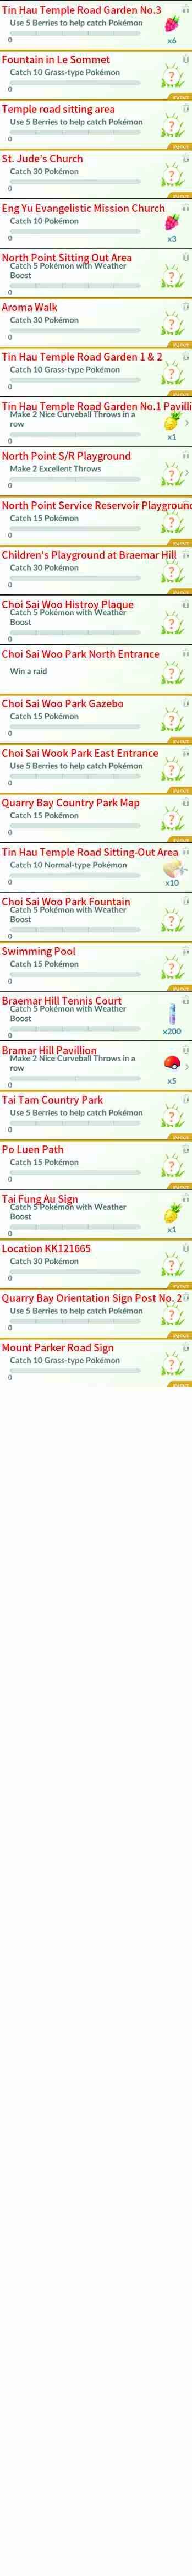 Tin Hau Temple Road Garden No.3
Use 5 Berries to help catch Pokémon
0
x6
Fountain in Le Sommet
Catch 10 Grass-type Pokémon
?
0
EVENT
Temple road sitting area
Use 5 Berries to help catch Pokémon
?
0
EVENT
St. Jude's Church
Catch 30 Pokémon
?
0
EVENT
Eng Yu Evangelistic Mission Church
Catch 10 Pokémon
0
x3
North Point Sitting Out Area
Catch 5 Pokémon with Weather
Boost
?
0
EVENT
Aroma Walk
Catch 30 Pokémon
?
0
EVENT
Tin Hau Temple Road Garden 1 & 2
Catch 10 Grass-type Pokémon
?
0
EVENT
Tin Hau Temple Road Garden No.1 Pavilli
Make 2 Nice Curveball Throws in a
row
0
x1
North Point S/R Playground
Make 2 Excellent Throws
?
0
North Point Service Reservoir Playground
Catch 15 Pokémon
?
0
EVENT
Children's Playground at Braemar Hill
Catch 30 Pokémon
?
0
EVENT
Choi Sai Woo Histroy Plaque
Catch 5 Pokémon with Weather
Boost
?
0
EVENT
Choi Sai Woo Park North Entrance
Win a raid
?
Choi Sai Woo Park Gazebo
Catch 15 Pokémon
?
0
EVENT
Choi Sai Wook Park East Entrance
Use 5 Berries to help catch Pokémon
?
0
EVENT
Quarry Bay Country Park Map
Catch 15 Pokémon
?
0
EVENT
Tin Hau Temple Road Sitting-Out Area
Catch 10 Normal-type Pokémon
0
x10
Choi Sai Woo Park Fountain
Catch 5 Pokémon with Weather
Boost
?
0
EVENT
Swimming Pool
Catch 15 Pokémon
?
0
EVENT
Braemar Hill Tennis Court
Catch 5 Pokémon with Weather
Boost
0
x200
Bramar Hill Pavillion
Make 2 Nice Curveball Throws in a
row
0
x5
Tai Tam Country Park
Use 5 Berries to help catch Pokémon
?
0
EVENT
Po Luen Path
Catch 15 Pokémon
?
0
EVENT
Tai Fung Au Sign
Catch 5 Pokémon with Weather
Boost
0
x1
Location KK121665
Catch 30 Pokémon
?
0
EVENT
Quarry Bay Orientation Sign Post No. 2
Use 5 Berries to help catch Pokémon
?
0
EVENT
Mount Parker Road Sign
Catch 10 Grass-type Pokémon
?
0
EVENT